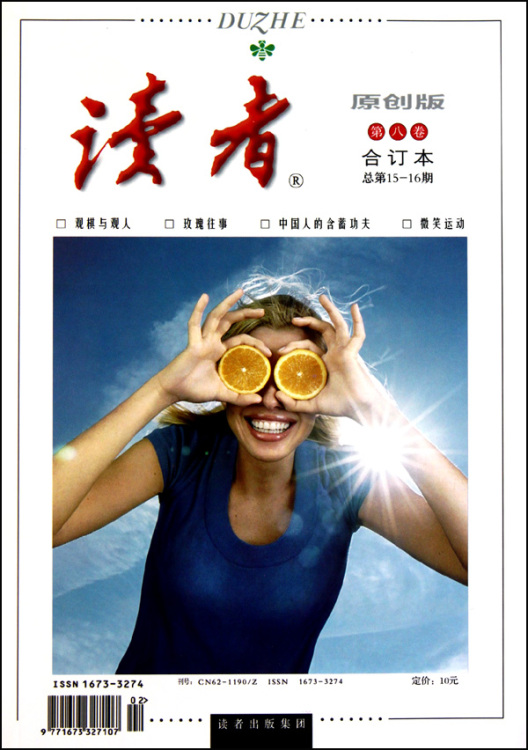 DUZHE
读者®
原创版
第八卷
合订本
总第15-16期
□ 观棋与观人 □ 玫瑰往事 □ 中国人的含蓄功夫 □ 微笑运动
ISSN 1673-3274
刊号: CN62-1190/Z ISSN 1673-3274
定价: 10元
02>
9 771673 327107
读者出版集团